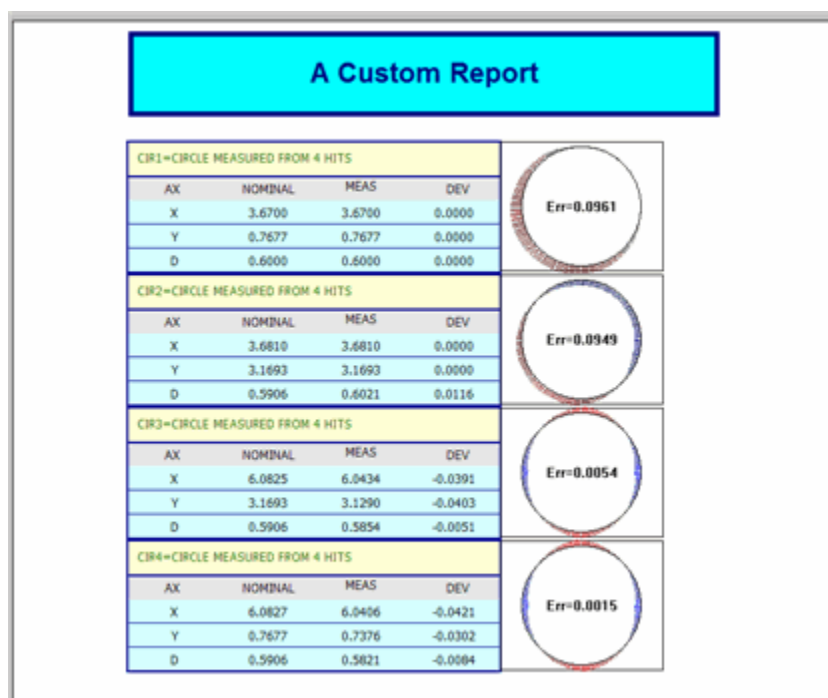 A Custom Report
CIR1=CIRCLE MEASURED FROM 4 HITS
AX NOMINAL MEAS DEV
X 3.6700 3.6700 0.0000
Y 0.7677 0.7677 0.0000
D 0.6000 0.6000 0.0000
Err=0.0961
CIR2=CIRCLE MEASURED FROM 4 HITS
AX NOMINAL MEAS DEV
X 3.6810 3.6810 0.0000
Y 3.1693 3.1693 0.0000
D 0.5906 0.6021 0.0116
Err=0.0949
CIR3=CIRCLE MEASURED FROM 4 HITS
AX NOMINAL MEAS DEV
X 6.0825 6.0434 -0.0391
Y 3.1693 3.1290 -0.0403
D 0.5906 0.5854 -0.0051
Err=0.0054
CIR4=CIRCLE MEASURED FROM 4 HITS
AX NOMINAL MEAS DEV
X 6.0827 6.0406 -0.0421
Y 0.7677 0.7376 -0.0302
D 0.5906 0.5821 -0.0084
Err=0.0015